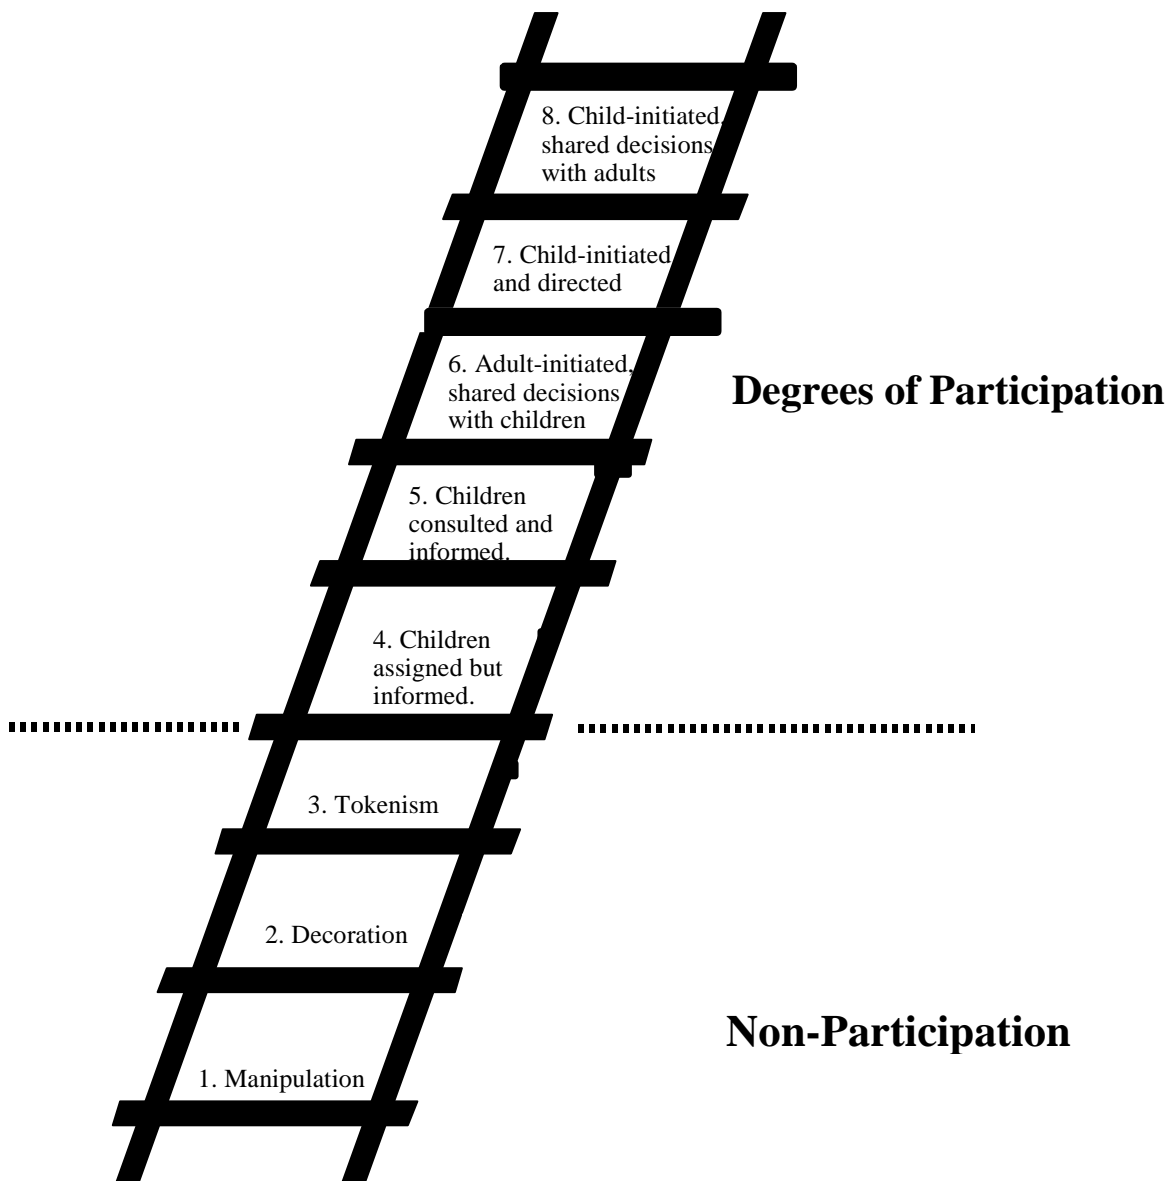 8. Child-initiated,
shared decisions
with adults
7. Child-initiated
and directed
6. Adult-initiated,
shared decisions
with children
Degrees of Participation
5. Children
consulted and
informed.
4. Children
assigned but
informed.
3. Tokenism
2. Decoration
Non-Participation
1. Manipulation